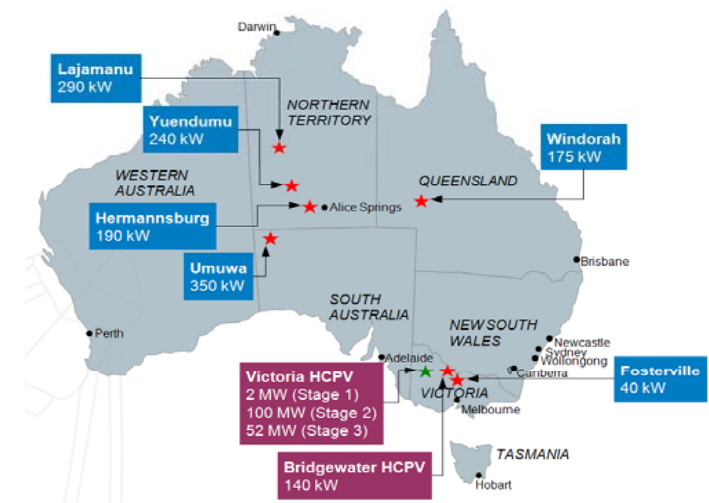 Darwin
Lajamanu
290 kW
NORTHERN
TERRITORY
Yuendumu
240 kW
Windorah
175 kW
WESTERN
AUSTRALIA
QUEENSLAND
Hermannsburg
190 kW
Alice Springs
Umuwa
350 kW
Brisbane
SOUTH
AUSTRALIA
NEW SOUTH
WALES
Perth
Newcastle
Sydney
Wollongong
Canberra
Adelaide
Victoria HCPV
2 MW (Stage 1)
100 MW (Stage 2)
52 MW (Stage 3)
Fosterville
40 kW
VICTORIA
Melbourne
Bridgewater HCPV
140 kW
TASMANIA
Hobart